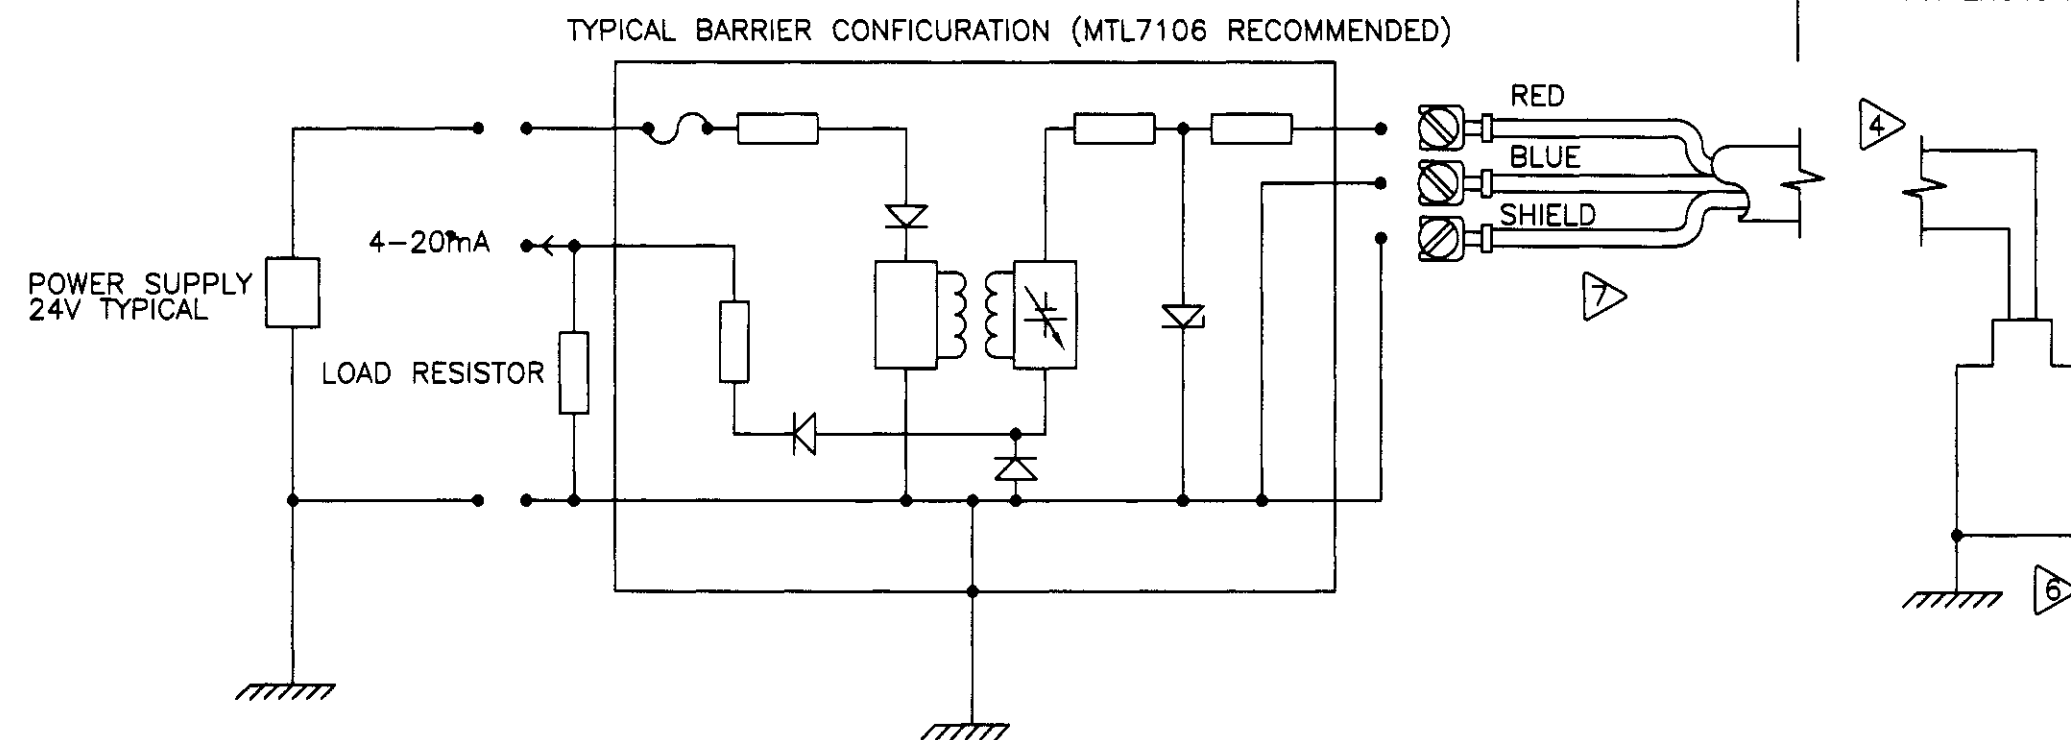 TYPICAL BARRIER CONFICURATION (MTL7106 RECOMMENDED)
RED
4
BLUE
SHIELD
4-20mA
POWER SUPPLY
24V TYPICAL
7
LOAD RESISTOR
6